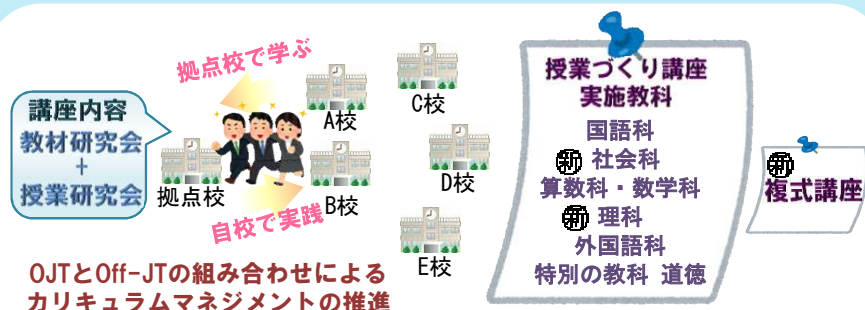 講座内容
教材研究会
+
授業研究会
拠点校で学ぶ
拠点校
自校で実践
A校
B校
C校
D校
E校
OJTとOff-JTの組み合わせによる
カリキュラムマネジメントの推進
授業づくり講座
実施教科
国語科
新 社会科
算数科・数学科
新 理科
外国語科
特別の教科 道徳
新
複式講座